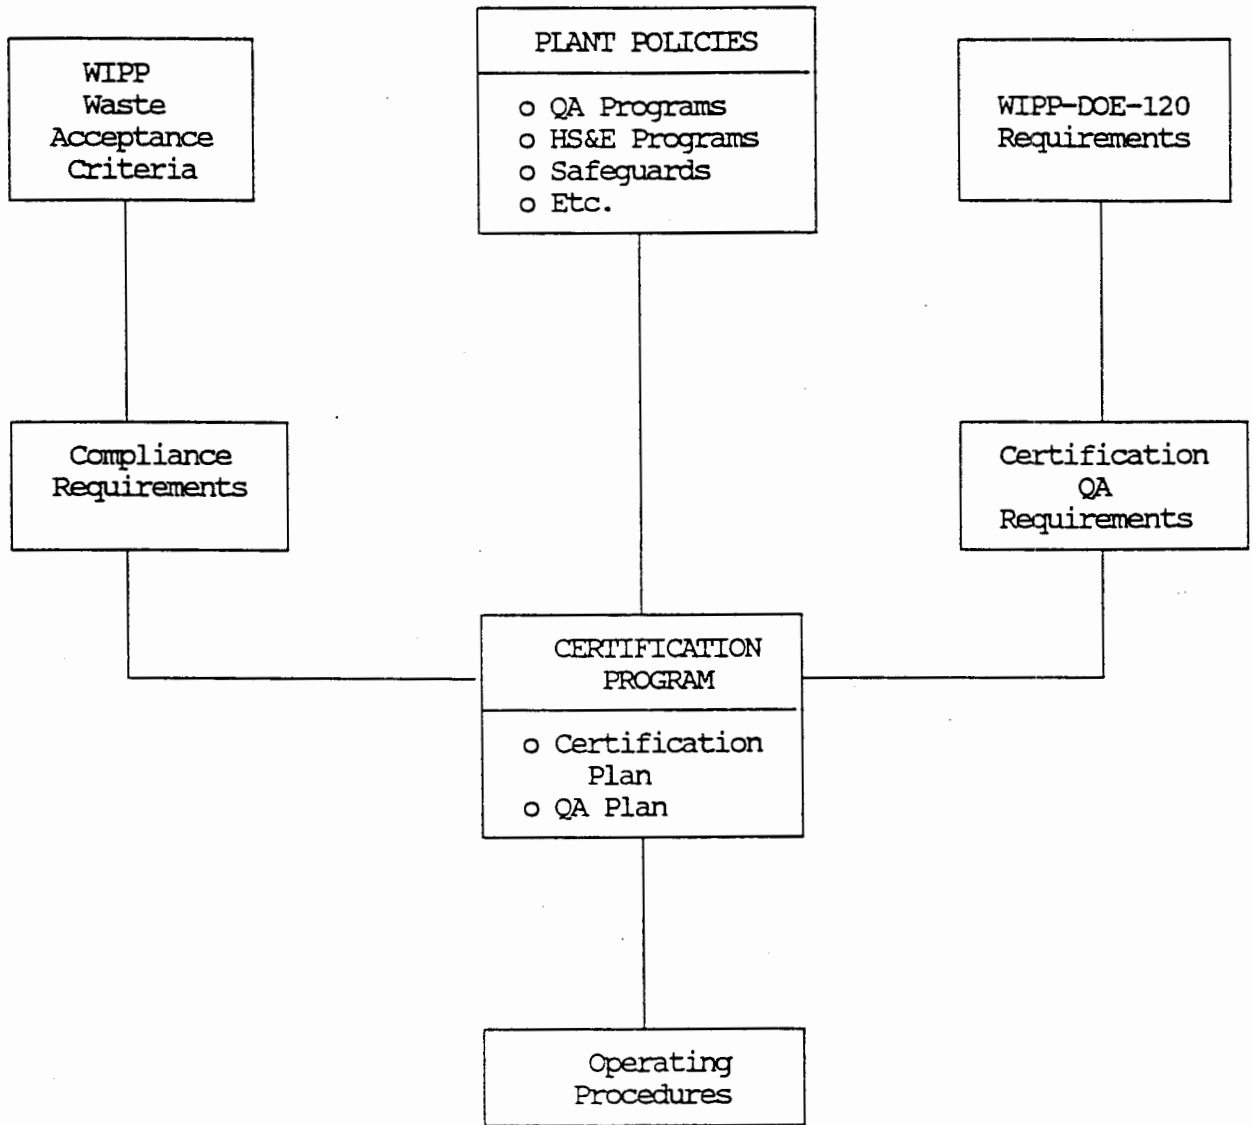 WIPP
Waste
Acceptance
Criteria
PLANT POLICIES
o QA Programs
o HS&E Programs
o Safeguards
o Etc.
WIPP-DOE-120
Requirements
Compliance
Requirements
Certification
QA
Requirements
CERTIFICATION
PROGRAM
o Certification
Plan
o QA Plan
Operating
Procedures